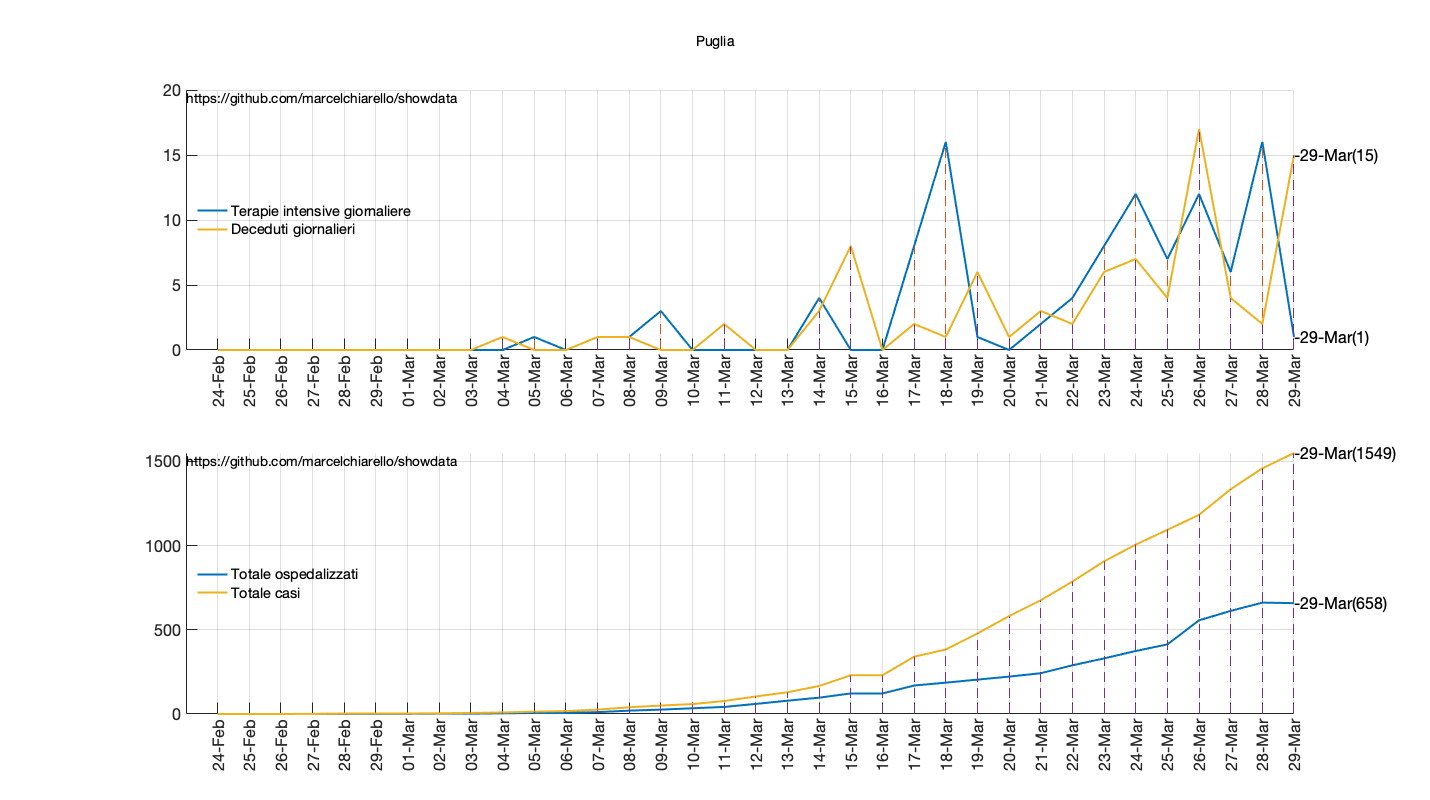 Puglia
20
https://github.com/marcelchiarello/showdata
15
-29-Mar(15)
Terapie intensive giornaliere
10
Deceduti giornalieri
5
-29-Mar(1)
0
24-Feb 25-Feb 26-Feb 27-Feb 28-Feb 29-Feb 01-Mar 02-Mar 03-Mar 04-Mar 05-Mar 06-Mar 07-Mar 08-Mar 09-Mar 10-Mar 11-Mar 12-Mar 13-Mar 14-Mar 15-Mar 16-Mar 17-Mar 18-Mar 19-Mar 20-Mar 21-Mar 22-Mar 23-Mar 24-Mar 25-Mar 26-Mar 27-Mar 28-Mar 29-Mar
-29-Mar(1549)
1500
https://github.com/marcelchiarello/showdata
1000
Totale ospedalizzati
Totale casi
-29-Mar(658)
500
0
24-Feb 25-Feb 26-Feb 27-Feb 28-Feb 29-Feb 01-Mar 02-Mar 03-Mar 04-Mar 05-Mar 06-Mar 07-Mar 08-Mar 09-Mar 10-Mar 11-Mar 12-Mar 13-Mar 14-Mar 15-Mar 16-Mar 17-Mar 18-Mar 19-Mar 20-Mar 21-Mar 22-Mar 23-Mar 24-Mar 25-Mar 26-Mar 27-Mar 28-Mar 29-Mar